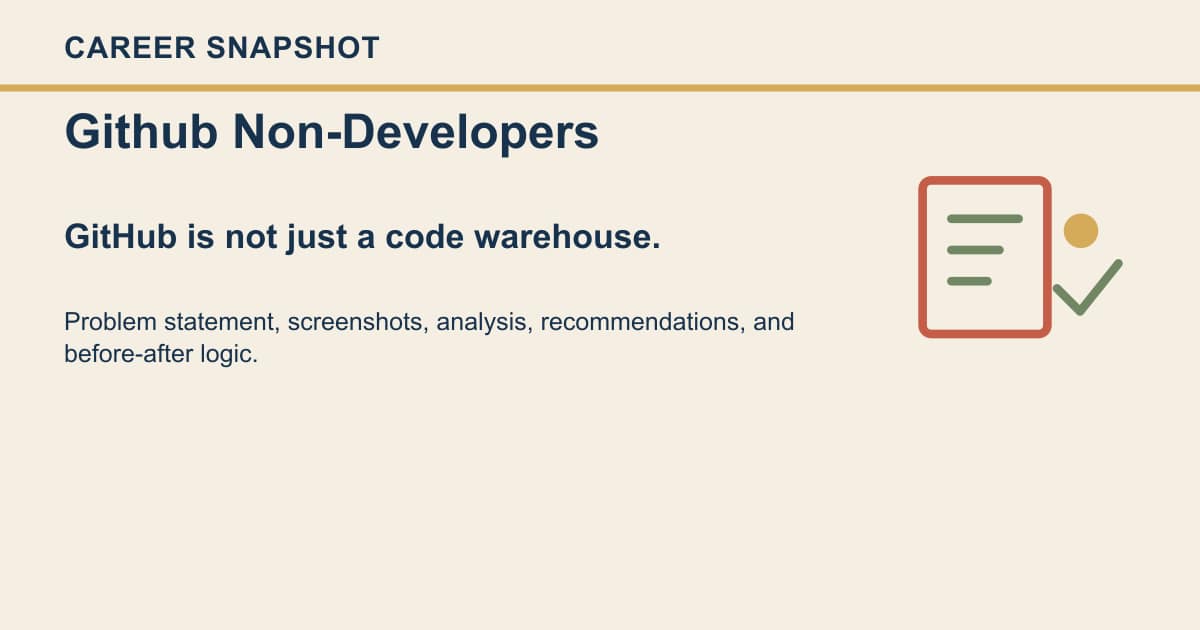 CAREER SNAPSHOT
Github Non-Developers
GitHub is not just a code warehouse.
Problem statement, screenshots, analysis, recommendations, and
before-after logic.